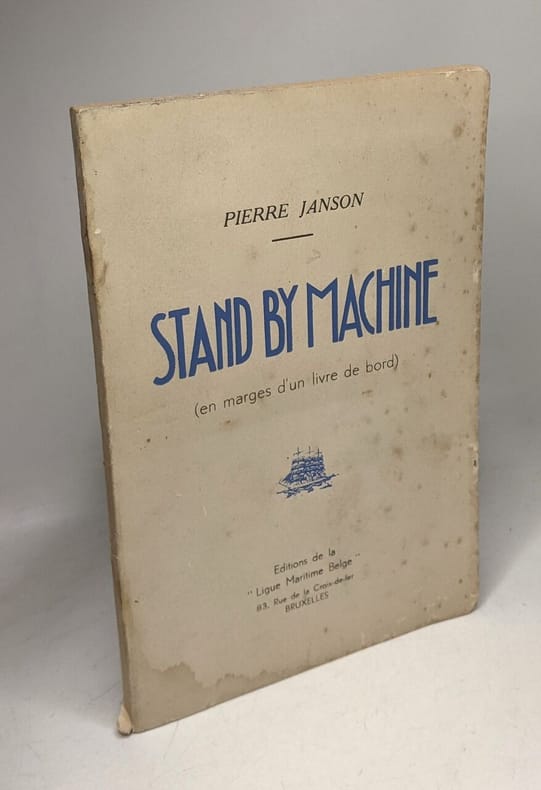 PIERRE JANSON
STAND BY MACHINE
(en marges d'un livre de bord)
Editions de la
"Ligue Maritime Belge"
83, Rue de la Croix-de-fer
BRUXELLES